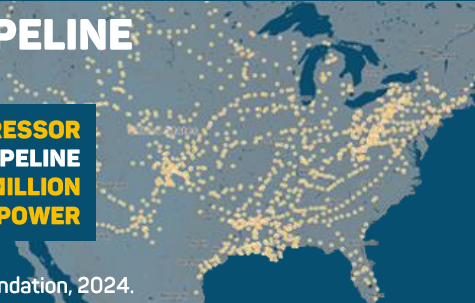 PELINE
RESSOR
PELINE
MILLION
POWER
ndation, 2024.